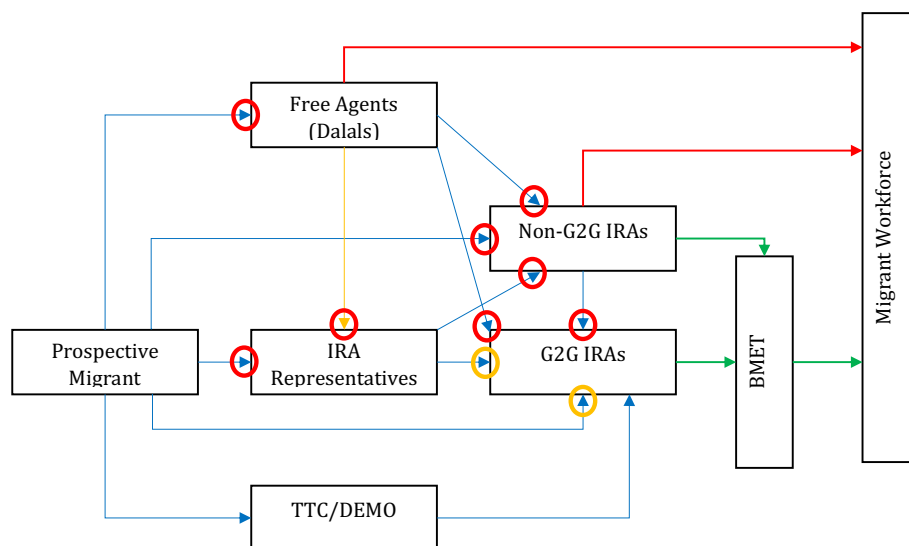 Free Agents
(Dalals)
Non-G2G IRAs
Prospective
Migrant
IRA
Representatives
G2G IRAs
BMET
Migrant Workforce
TTC/DEMO